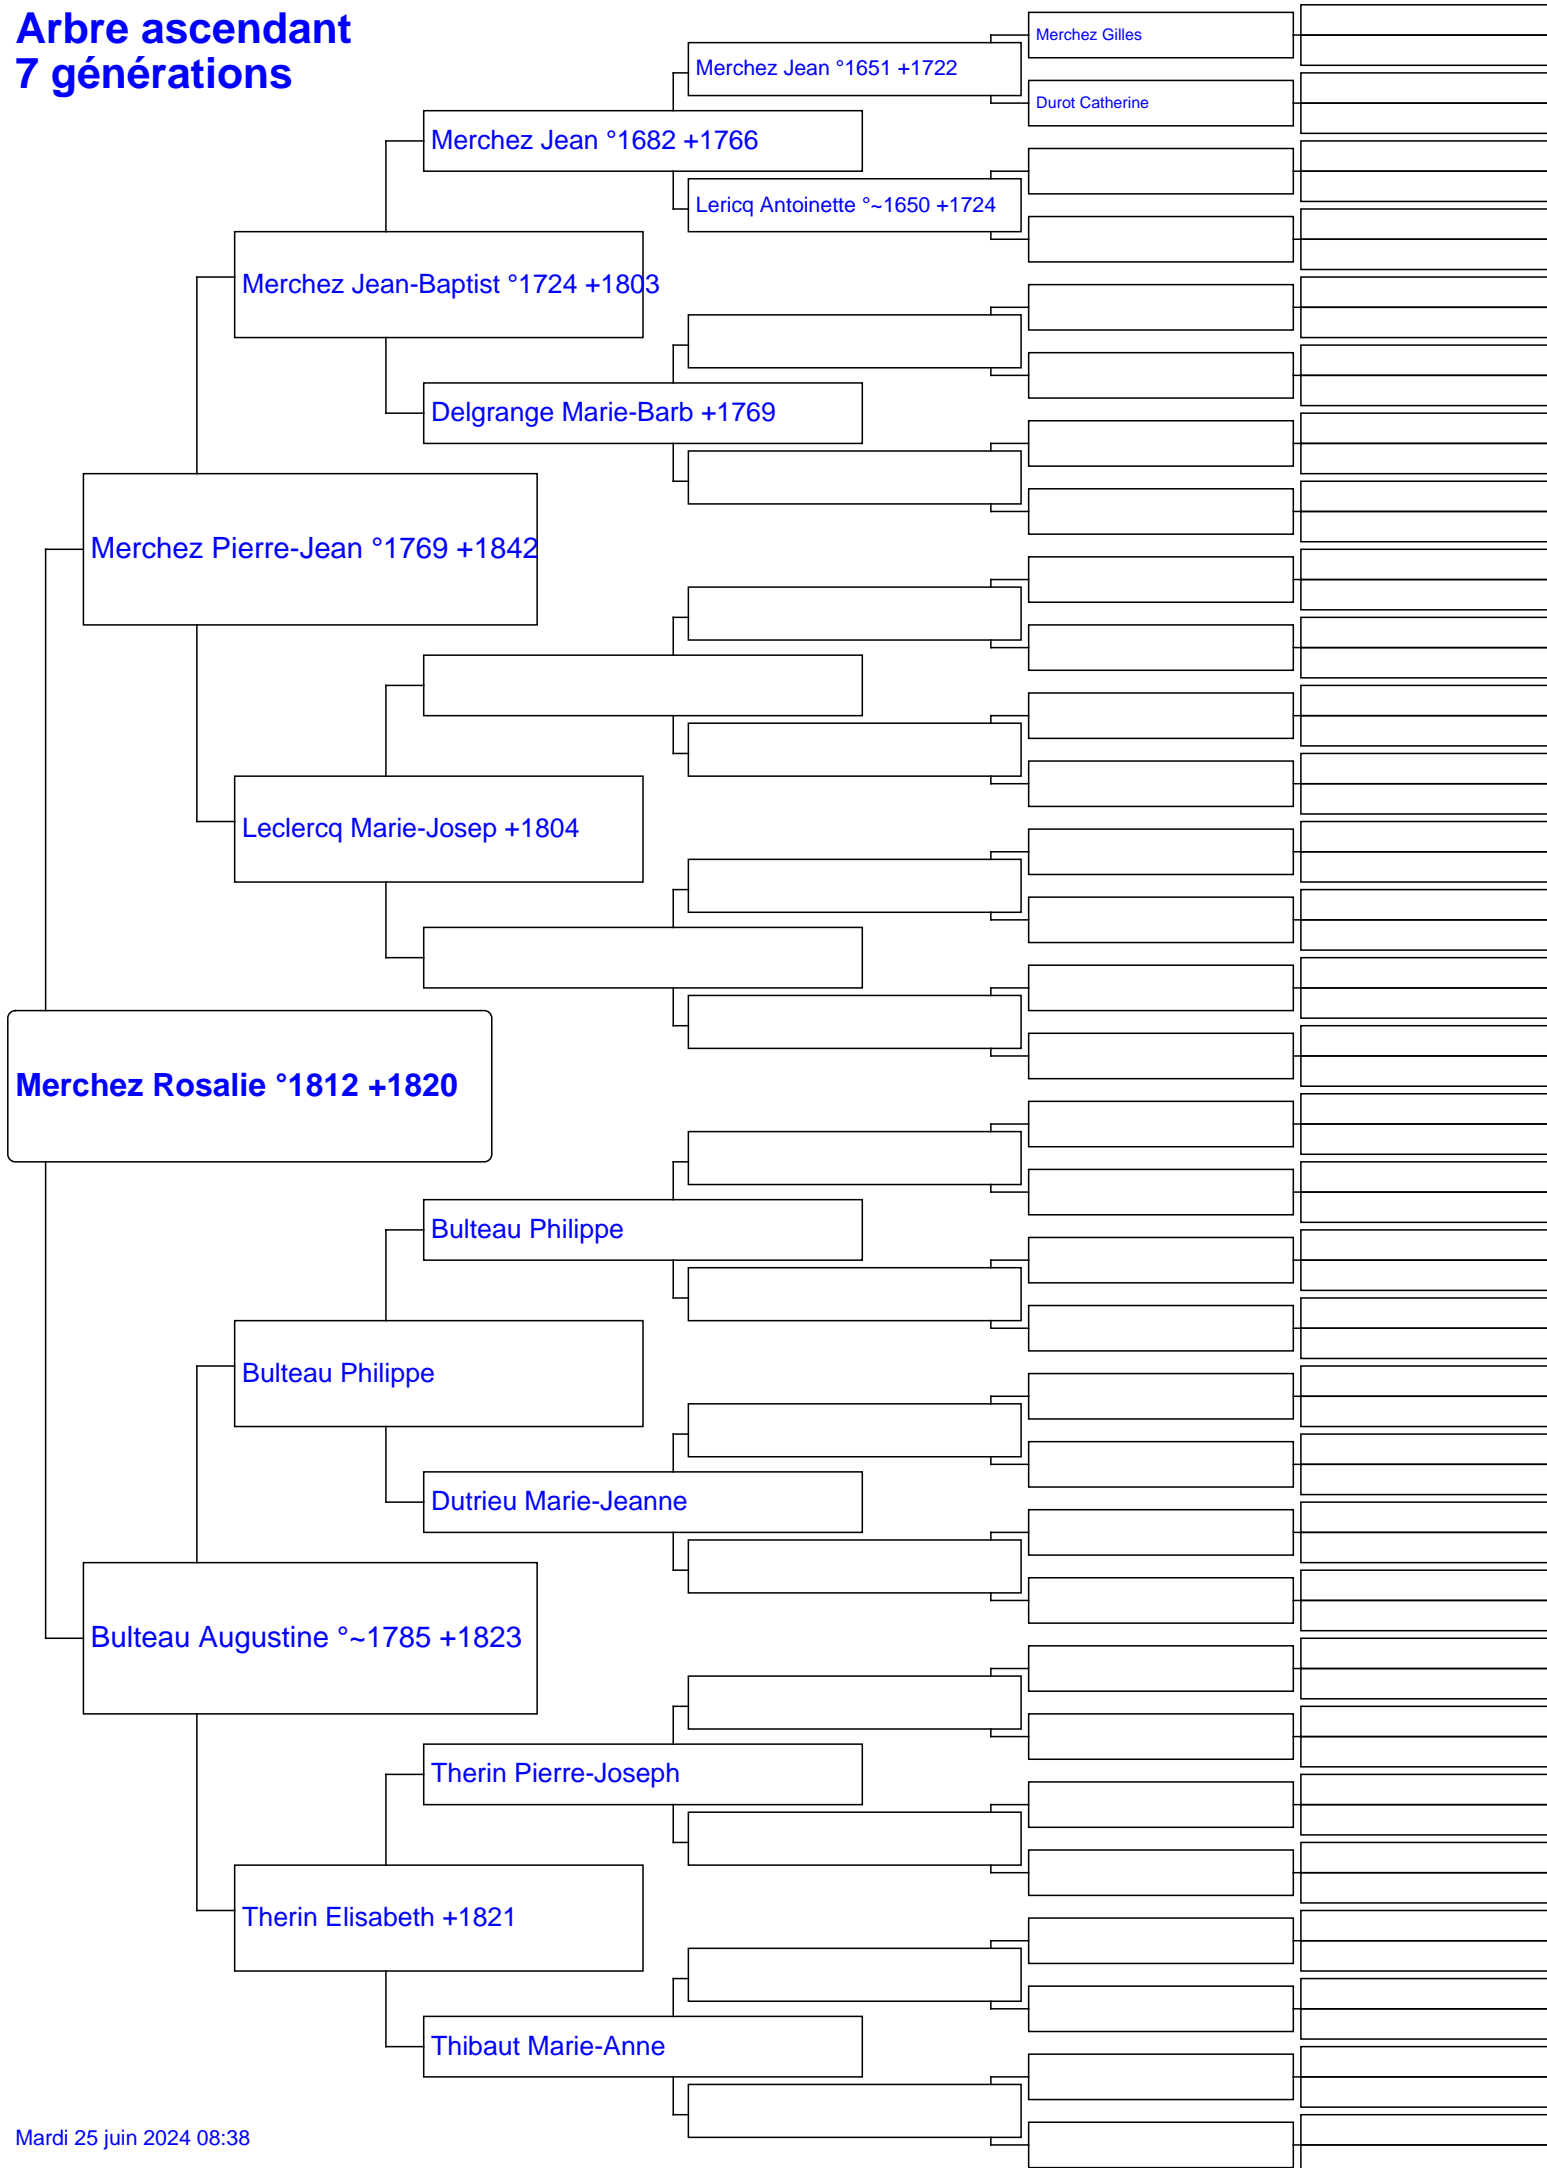 Arbre ascendant
7 générations
Merchez Gilles
Merchez Jean °1651 +1722
Durot Catherine
Merchez Jean °1682 +1766
Lericq Antoinette °~1650 +1724
Merchez Jean-Baptist °1724 +1803
Delgrange Marie-Barb +1769
Merchez Pierre-Jean °1769 +1842
Leclercq Marie-Josep +1804
Merchez Rosalie °1812 +1820
Bulteau Philippe
Bulteau Philippe
Dutrieu Marie-Jeanne
Bulteau Augustine °~1785 +1823
Therin Pierre-Joseph
Therin Elisabeth +1821
Thibaut Marie-Anne
Mardi 25 juin 2024 08:38